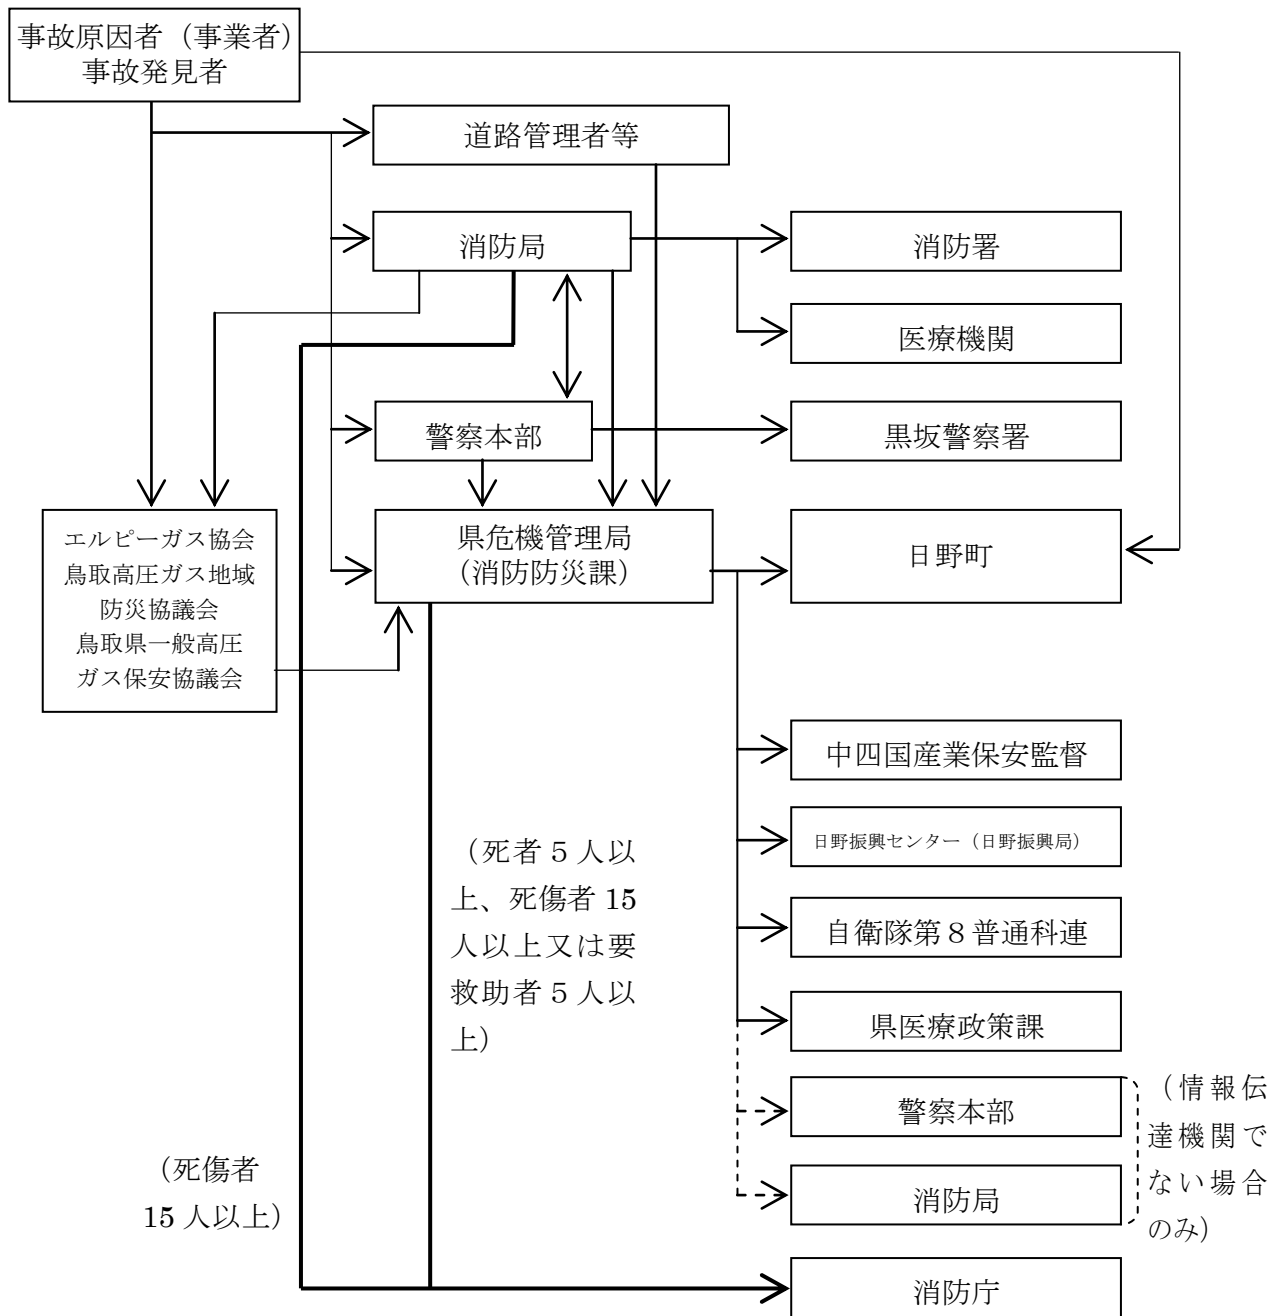 事故原因者（事業者）
事故発見者
道路管理者等
消防局
消防署
医療機関
警察本部
黒坂警察署
エルピーガス協会
鳥取高圧ガス地域
防災協議会
鳥取県一般高圧
ガス保安協議会
県危機管理局
（消防防災課）
日野町
中四国産業保安監督
日野振興センター（日野振興局）
自衛隊第８普通科連
県医療政策課
警察本部
消防局
（情報伝
達機関で
ない場合
のみ）
（死者５人以
上、死傷者 15
人以上又は要
救助者５人以
上）
（死傷者
15 人以上）
消防庁